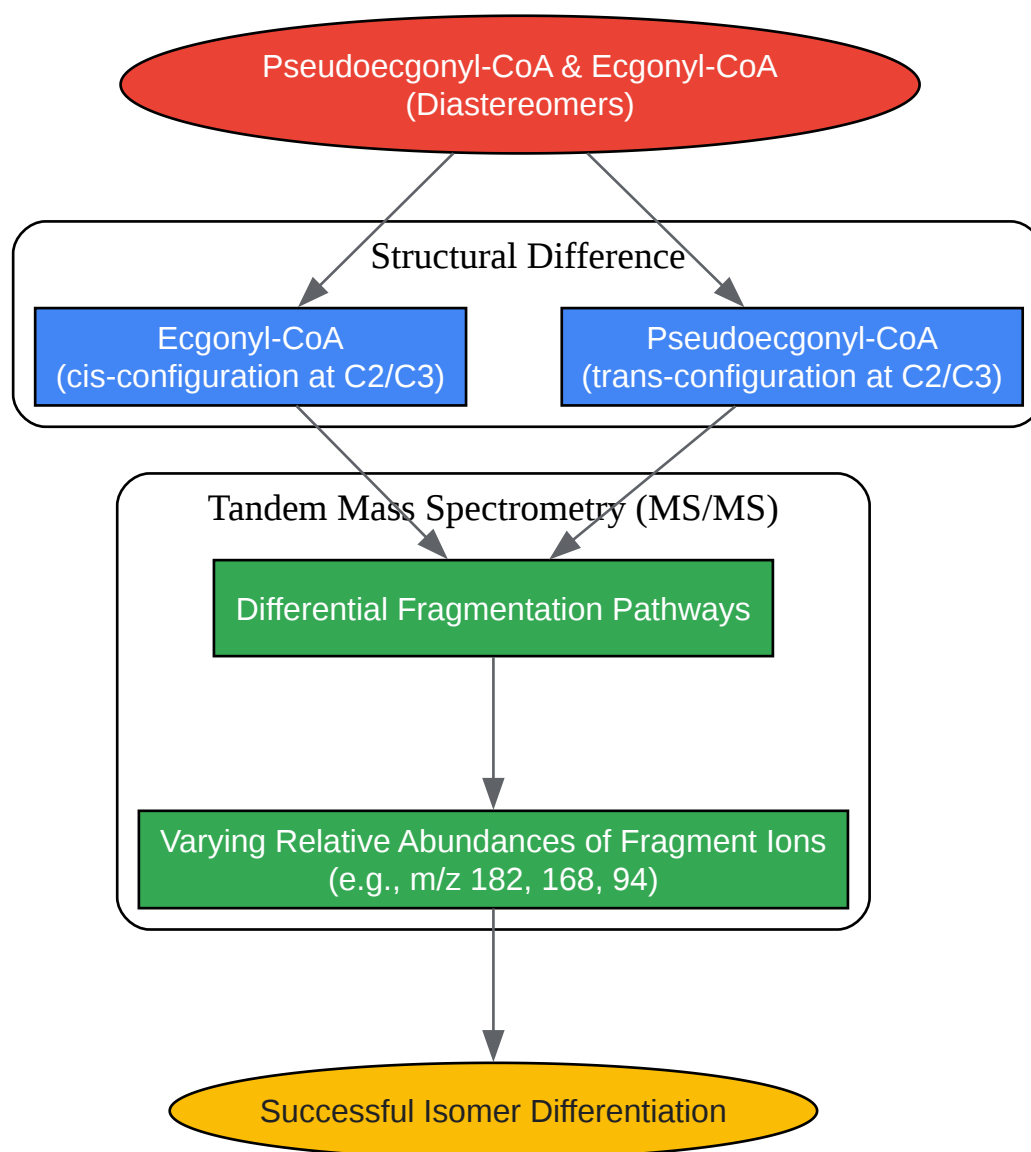 Pseudoecgonyl-CoA & Ecgonyl-CoA
(Diastereomers)
Structural Difference
Ecgonyl-CoA
(cis-configuration at C2/C3)
Pseudoecgonyl-CoA
(trans-configuration at C2/C3)
Tandem Mass Spectrometry (MS/MS)
Differential Fragmentation Pathways
Varying Relative Abundances of Fragment Ions
(e.g., m/z 182, 168, 94)
Successful Isomer Differentiation